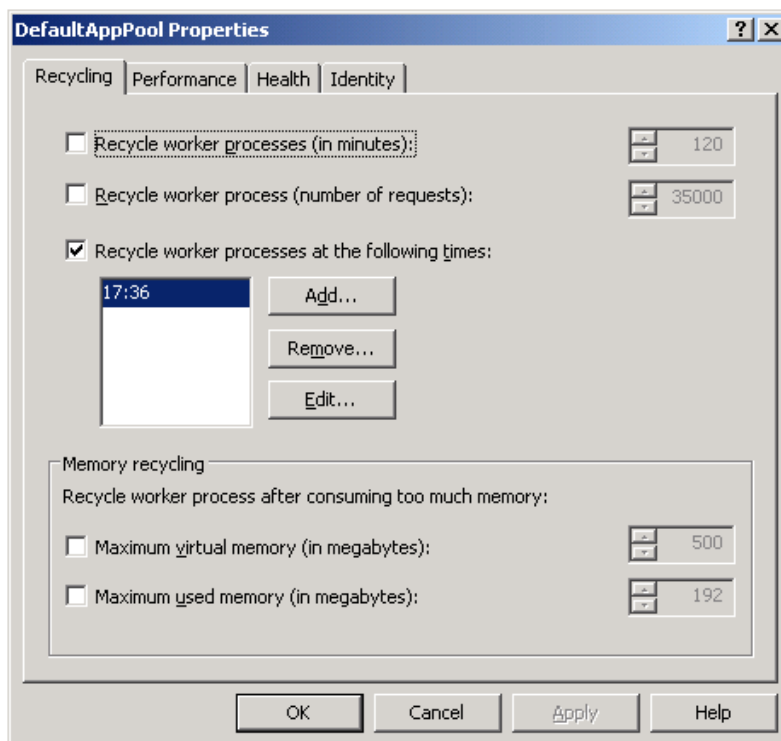 DefaultAppPool Properties
Recycling Performance Health Identity
Recycle worker processes (in minutes): 120
Recycle worker process (number of requests): 35000
Recycle worker processes at the following times:
17:36
Add...
Remove...
Edit...
Memory recycling
Recycle worker process after consuming too much memory:
Maximum virtual memory (in megabytes): 500
Maximum used memory (in megabytes): 192
OK Cancel Apply Help